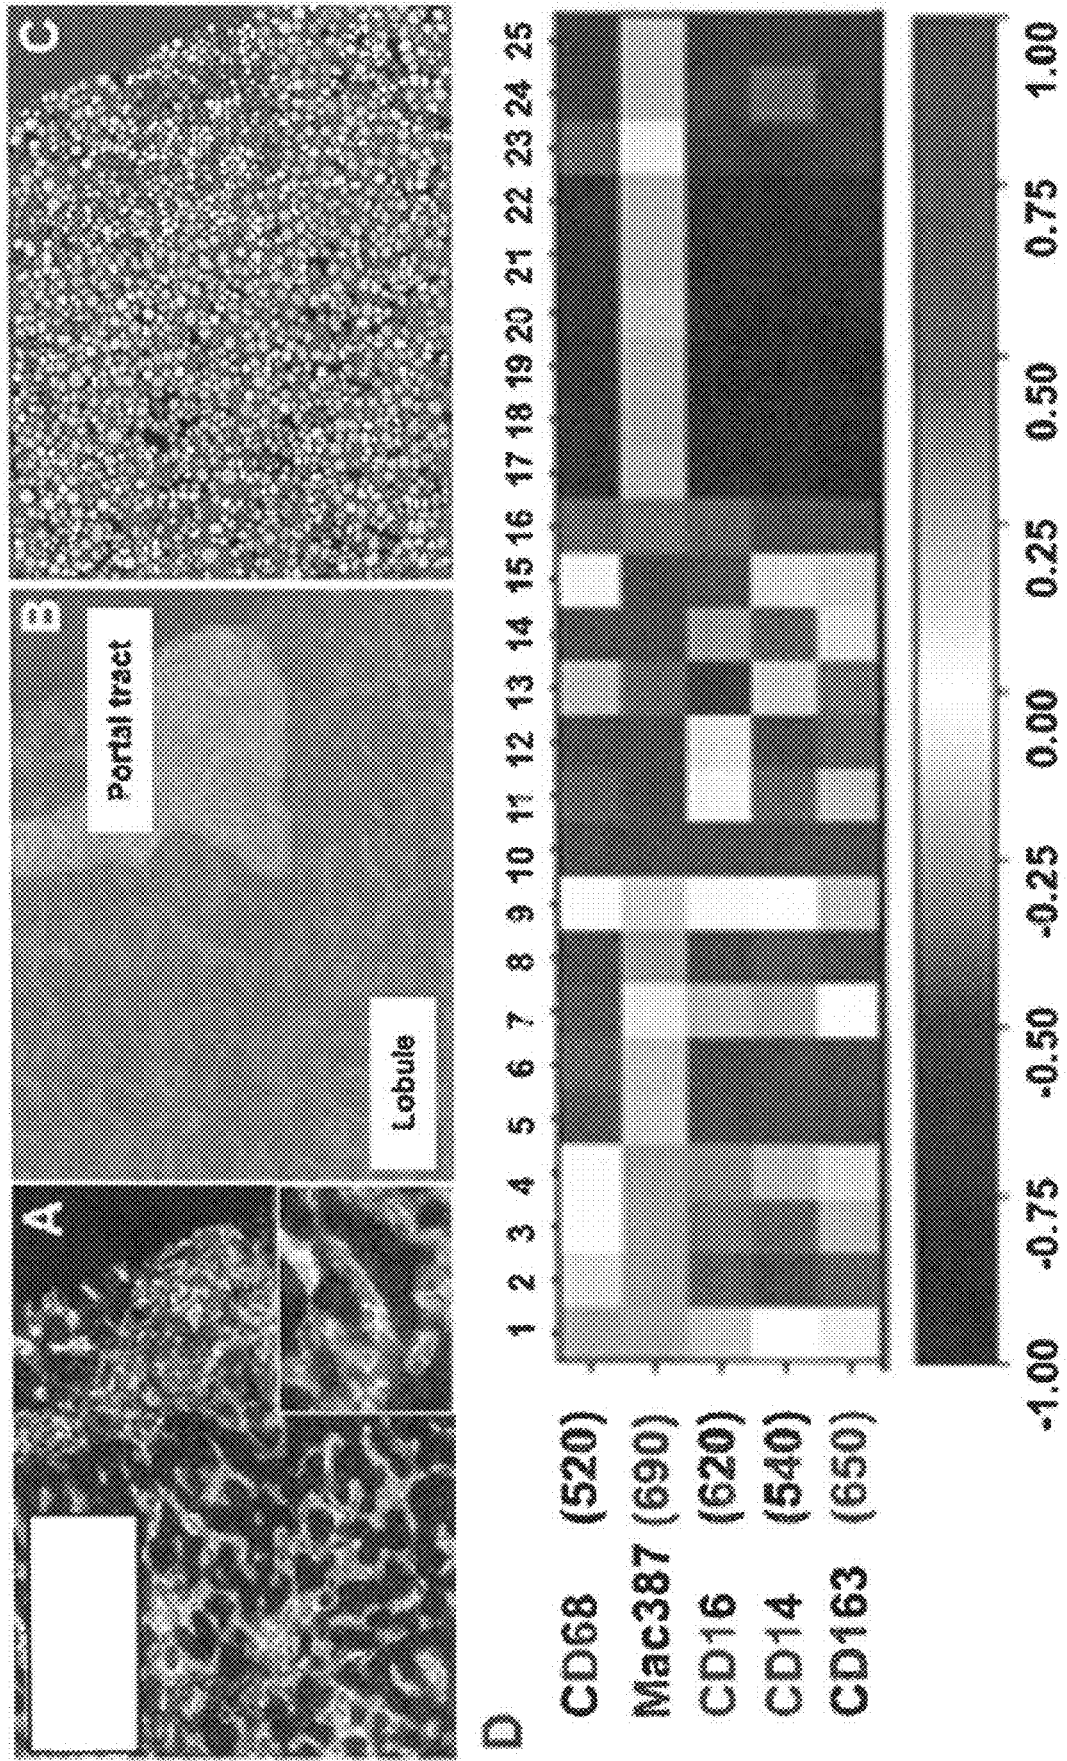 A
B
Portal tract
Lobule
C
D
1 2 3 4 5 6 7 8 9 10 11 12 13 14 15 16 17 18 19 20 21 22 23 24 25
CD68 (520)
Mac387 (690)
CD16 (620)
CD14 (540)
CD163 (650)
-1.00 -0.75 -0.50 -0.25 0.00 0.25 0.50 0.75 1.00